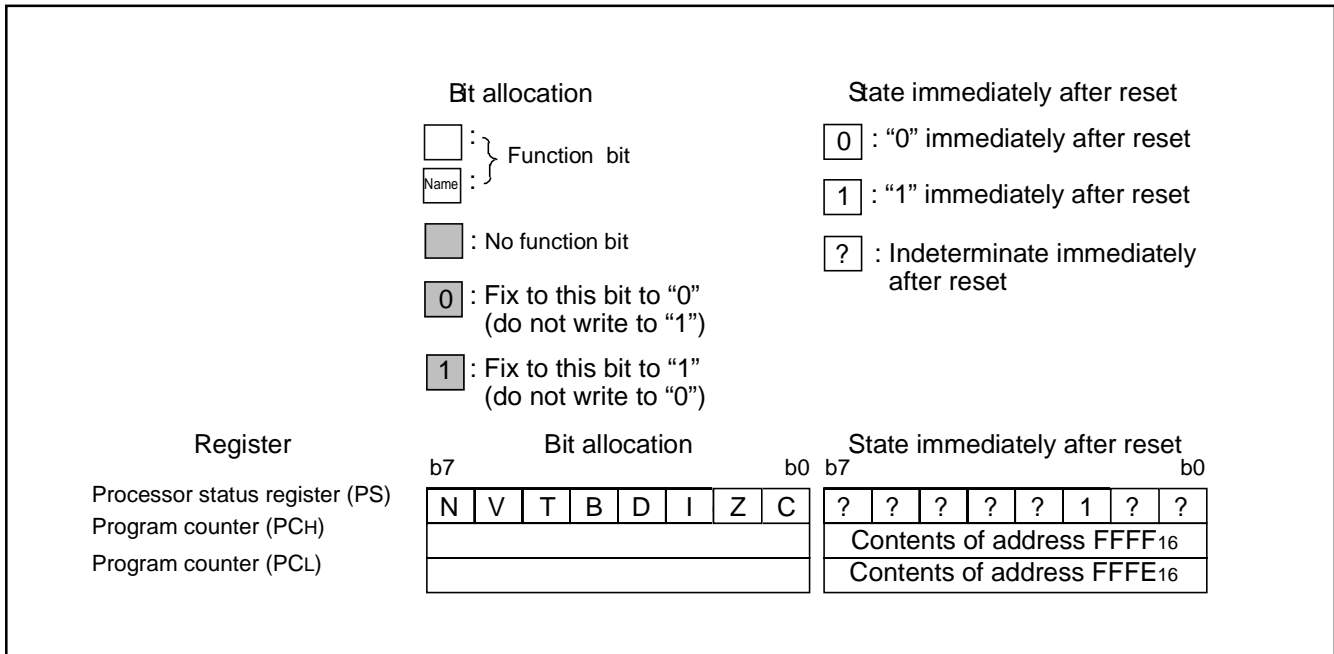 Bit allocation
:
Function bit
Name :
: No function bit
0 : Fix to this bit to “0”
(do not write to “1”)
1 : Fix to this bit to “1”
(do not write to “0”)
State immediately after reset
0 : “0” immediately after reset
1 : “1” immediately after reset
? : Indeterminate immediately
after reset
Register Bit allocation State immediately after reset
b7 b0 b7 b0
Processor status register (PS) N V T B D I Z C ? ? ? ? ? 1 ? ?
Program counter (PCH) Contents of address FFFF16
Program counter (PCL) Contents of address FFFE16